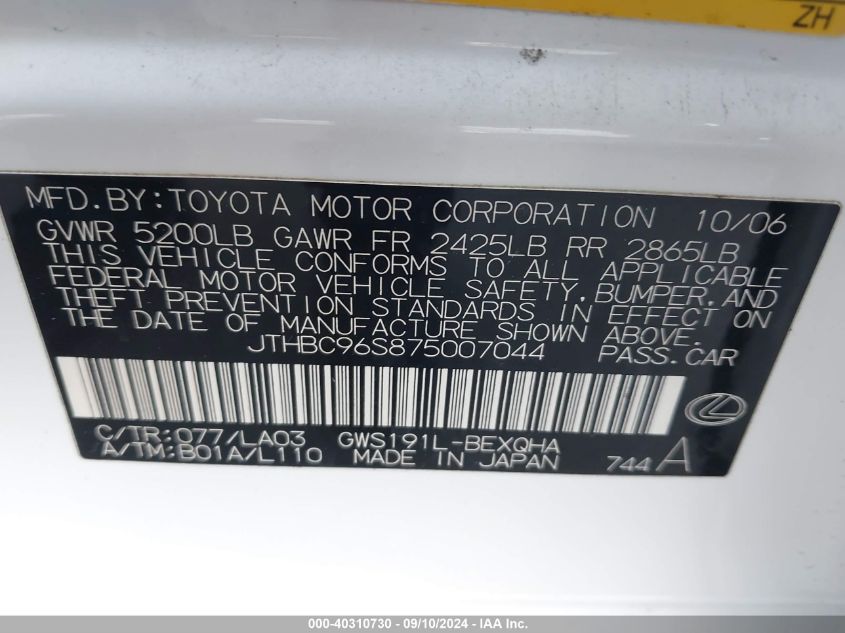 ZH
MFD.BY:TOYOTA MOTOR CORPORATION 10/06
GVWR 5200LB GAWR FR 2425LB RR 2865LB
THIS VEHICLE CONFORMS TO ALL APPLICABLE
FEDERAL MOTOR VEHICLE SAFETY,BUMPER,AND
THEFT PREVENTION STANDARDS IN EFFECT ON
THE DATE OF MANUFACTURE SHOWN ABOVE.
JTHBC96S875007044 PASS.CAR
C/TR:077/LA03 GWS191L-BEXQHA
A/TM:B01A/L110 MADE IN JAPAN 744 A
000-40310730 - 09/10/2024 - IAA Inc.